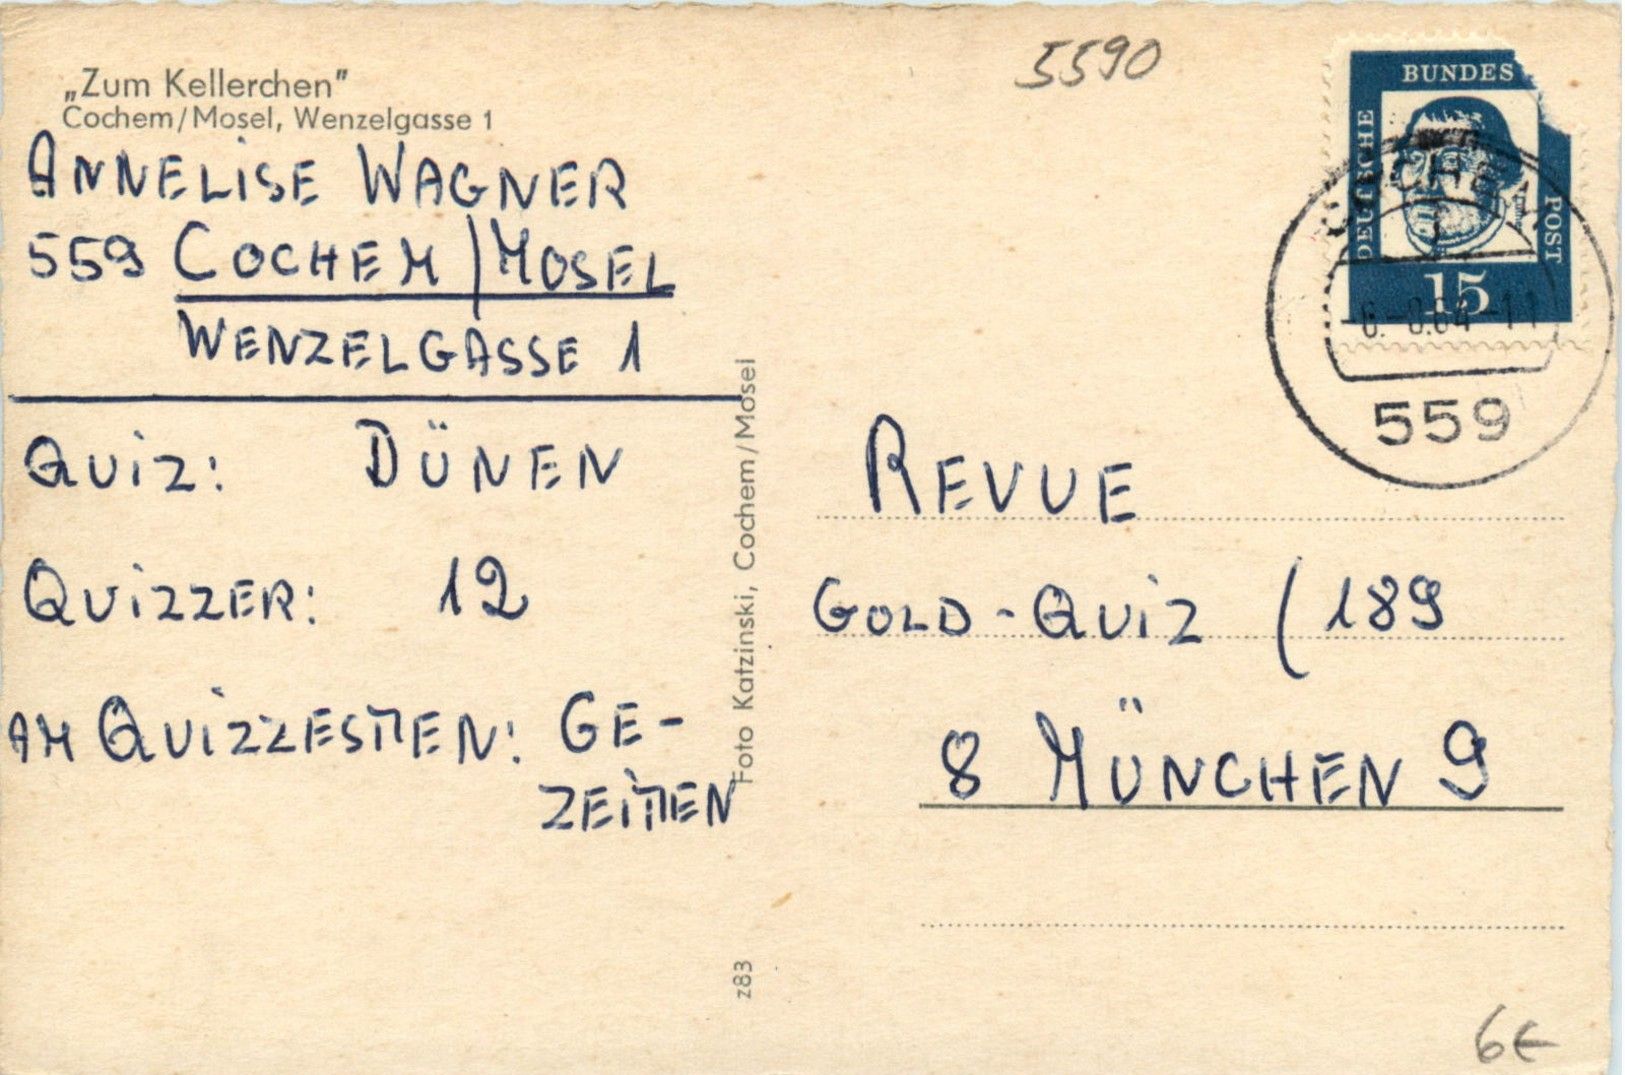 „Zum Kellerchen"
Cochem/Mosel, Wenzelgasse 1
ANNELISE WAGNER
559 COCHEM/MOSEL
WENZELGASSE 1
QUIZ: DÜNEN
QUIZZER: 12
AM QUIZZESTEN: GE-
ZEITEN
Foto Katzinski, Cochem/Mosel
z83
5590
BUNDES
DEUTSCHE
POST
15
COCHEM
559
REVUE
GOLD-QUIZ (189
8 MÜNCHEN 9
6€